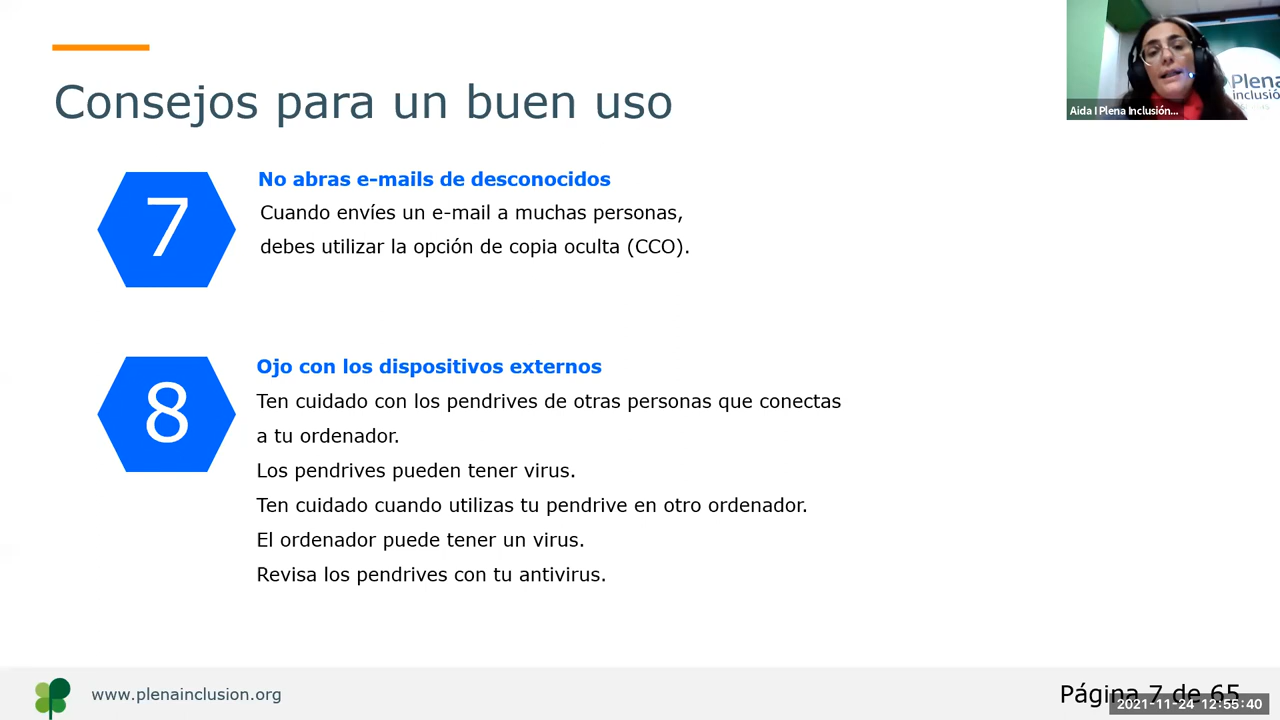 Consejos para un buen uso
7
No abras e-mails de desconocidos
Cuando envíes un e-mail a muchas personas,
debes utilizar la opción de copia oculta (CCO).
8
Ojo con los dispositivos externos
Ten cuidado con los pendrives de otras personas que conectas
a tu ordenador.
Los pendrives pueden tener virus.
Ten cuidado cuando utilizas tu pendrive en otro ordenador.
El ordenador puede tener un virus.
Revisa los pendrives con tu antivirus.
Plena
inclusió
Aida I Plena Inclusión...
www.plenainclusion.org
Página 7 de 65
2021-11-24 12:55:40